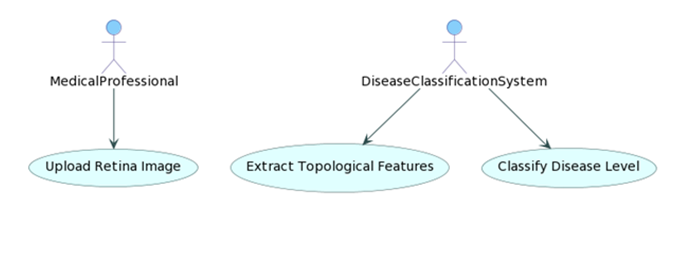 MedicalProfessional
DiseaseClassificationSystem
Upload Retina Image
Extract Topological Features
Classify Disease Level